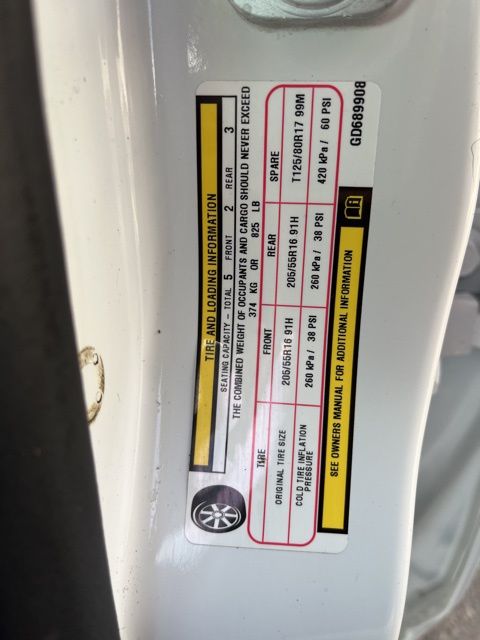 TIRE AND LOADING INFORMATION
SEATING CAPACITY - TOTAL 5 FRONT 2 REAR 3
THE COMBINED WEIGHT OF OCCUPANTS AND CARGO SHOULD NEVER EXCEED
374 KG OR 825 LB
TIRE FRONT REAR SPARE
ORIGINAL TIRE SIZE 205/55R16 91H 205/55R16 91H T125/80R17 99M
COLD TIRE INFLATION
PRESSURE 260 kPa / 38 PSI 260 kPa / 38 PSI 420 kPa / 60 PSI
SEE OWNERS MANUAL FOR ADDITIONAL INFORMATION
GD689908